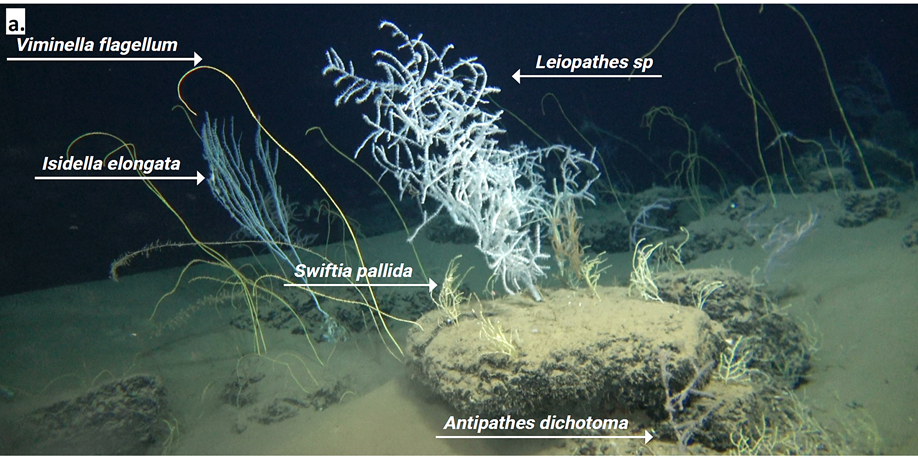 a.
Viminella flagellum
Leiopathes sp
Isidella elongata
Swiftia pallida
Antipathes dichotoma